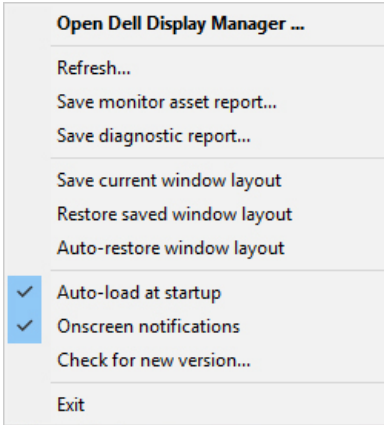 Open Dell Display Manager ...
Refresh...
Save monitor asset report...
Save diagnostic report...
Save current window layout
Restore saved window layout
Auto-restore window layout
Auto-load at startup
Onscreen notifications
Check for new version...
Exit